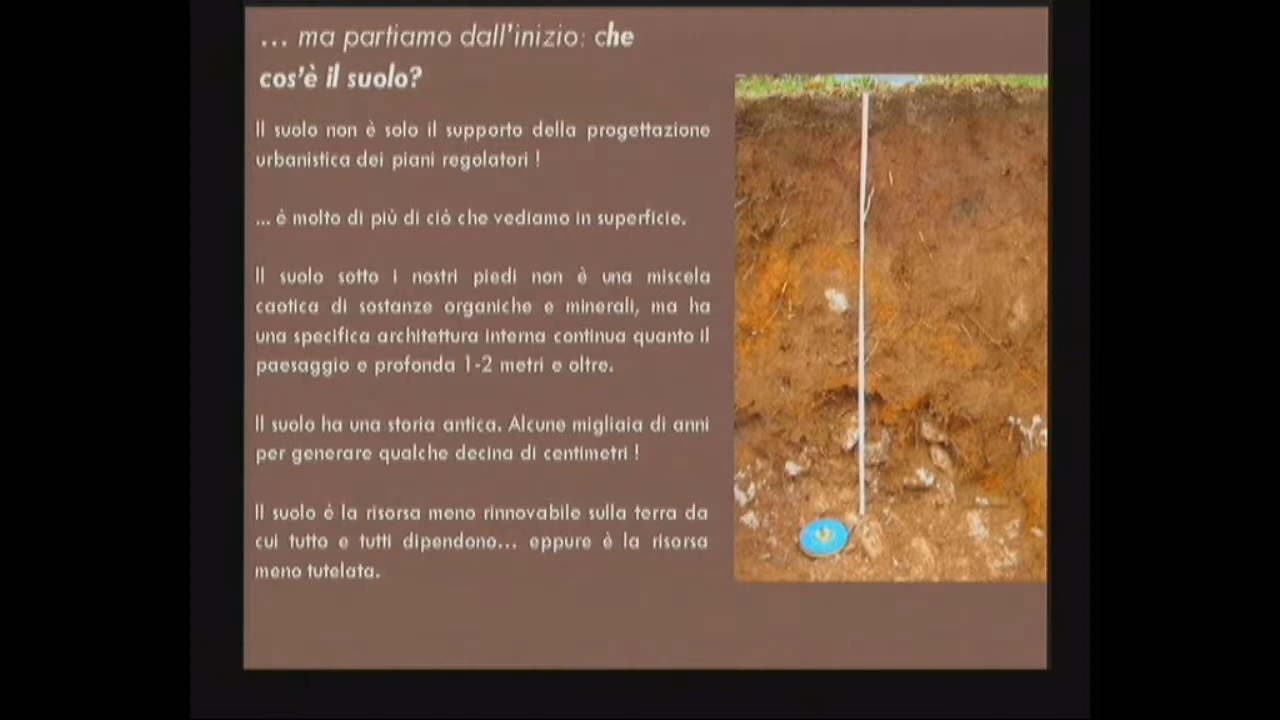 ... ma partiamo dall'inizio: che
cos'è il suolo?
Il suolo non è solo il supporto della progettazione
urbanistica dei piani regolatori !
... è molto di più di ciò che vediamo in superficie.
Il suolo sotto i nostri piedi non è una miscela
caotica di sostanze organiche e minerali, ma ha
una specifica architettura interna continua quanto il
paesaggio e profonda 1-2 metri e oltre.
Il suolo ha una storia antica. Alcune migliaia di anni
per generare qualche decina di centimetri !
Il suolo è la risorsa meno rinnovabile sulla terra da
cui tutto e tutti dipendono... eppure è la risorsa
meno tutelata.